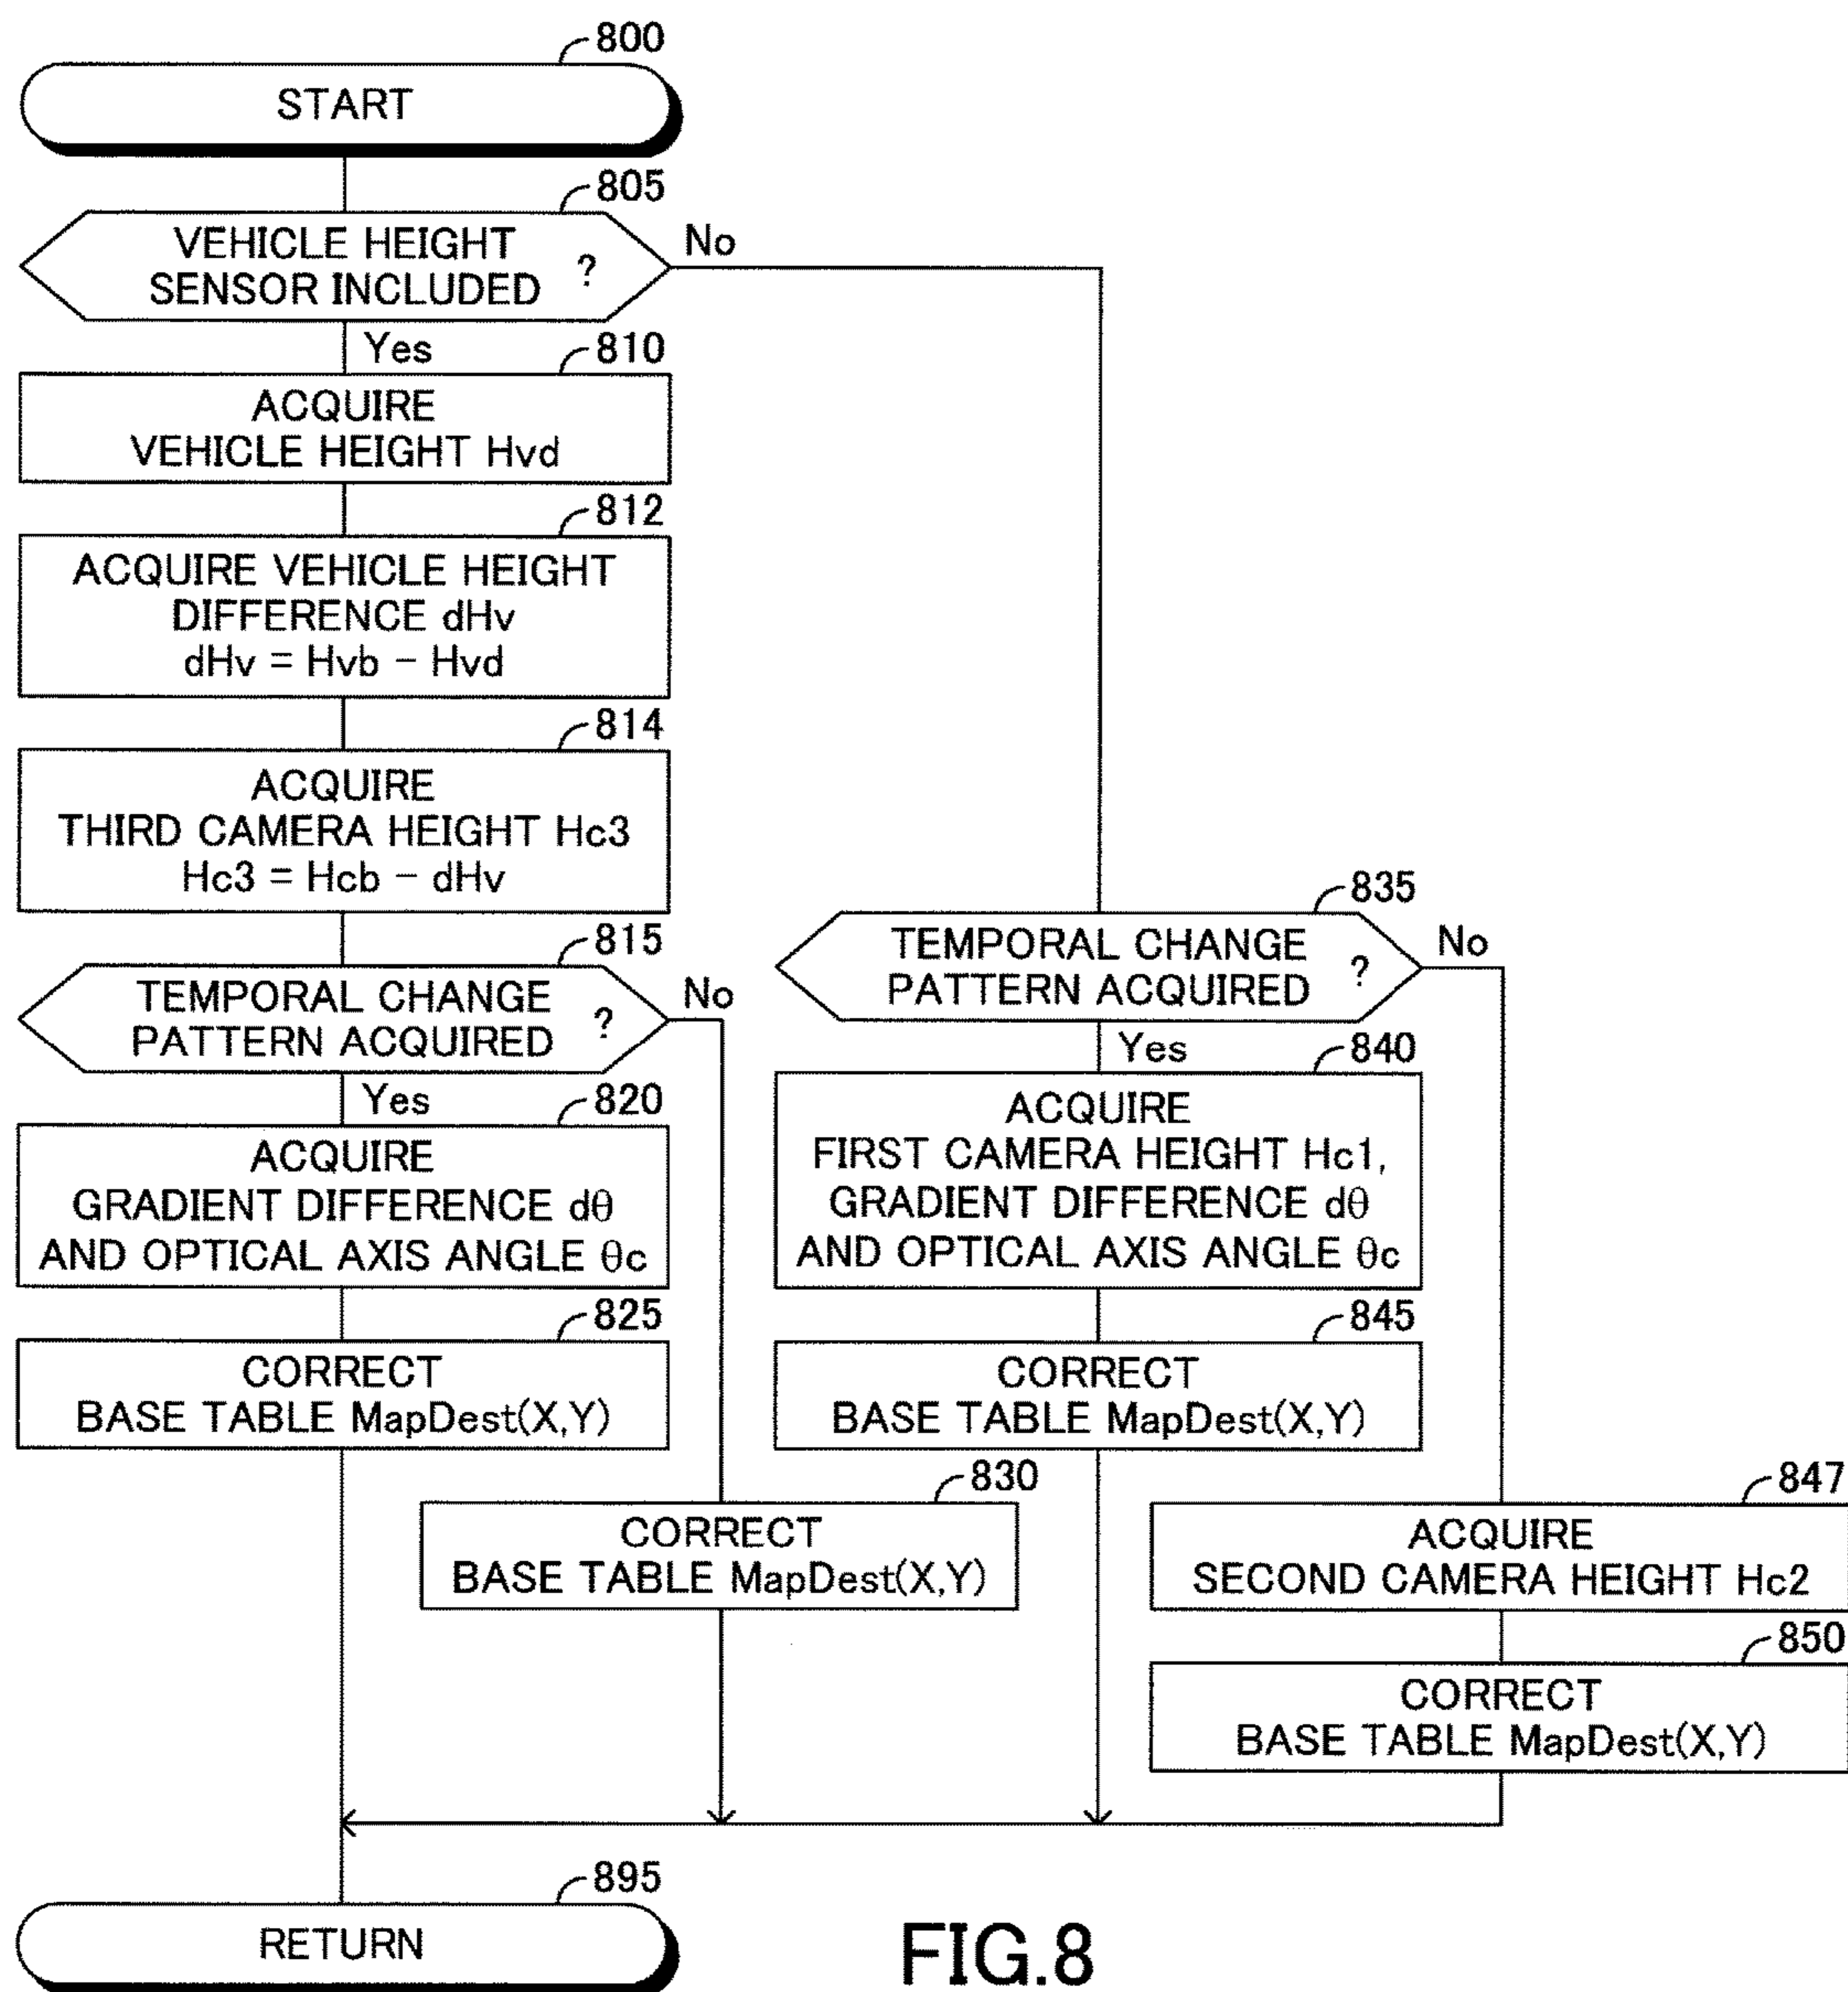 800
START
805
VEHICLE HEIGHT
SENSOR INCLUDED ?
No
Yes
810
ACQUIRE
VEHICLE HEIGHT Hvd
812
ACQUIRE VEHICLE HEIGHT
DIFFERENCE dHv
dHv = Hvb − Hvd
814
ACQUIRE
THIRD CAMERA HEIGHT Hc3
Hc3 = Hcb − dHv
815
TEMPORAL CHANGE
PATTERN ACQUIRED ?
No
Yes
820
ACQUIRE
GRADIENT DIFFERENCE dθ
AND OPTICAL AXIS ANGLE θc
825
CORRECT
BASE TABLE MapDest(X,Y)
830
CORRECT
BASE TABLE MapDest(X,Y)
835
TEMPORAL CHANGE
PATTERN ACQUIRED ?
No
Yes
840
ACQUIRE
FIRST CAMERA HEIGHT Hc1,
GRADIENT DIFFERENCE dθ
AND OPTICAL AXIS ANGLE θc
845
CORRECT
BASE TABLE MapDest(X,Y)
847
ACQUIRE
SECOND CAMERA HEIGHT Hc2
850
CORRECT
BASE TABLE MapDest(X,Y)
895
RETURN
FIG.8